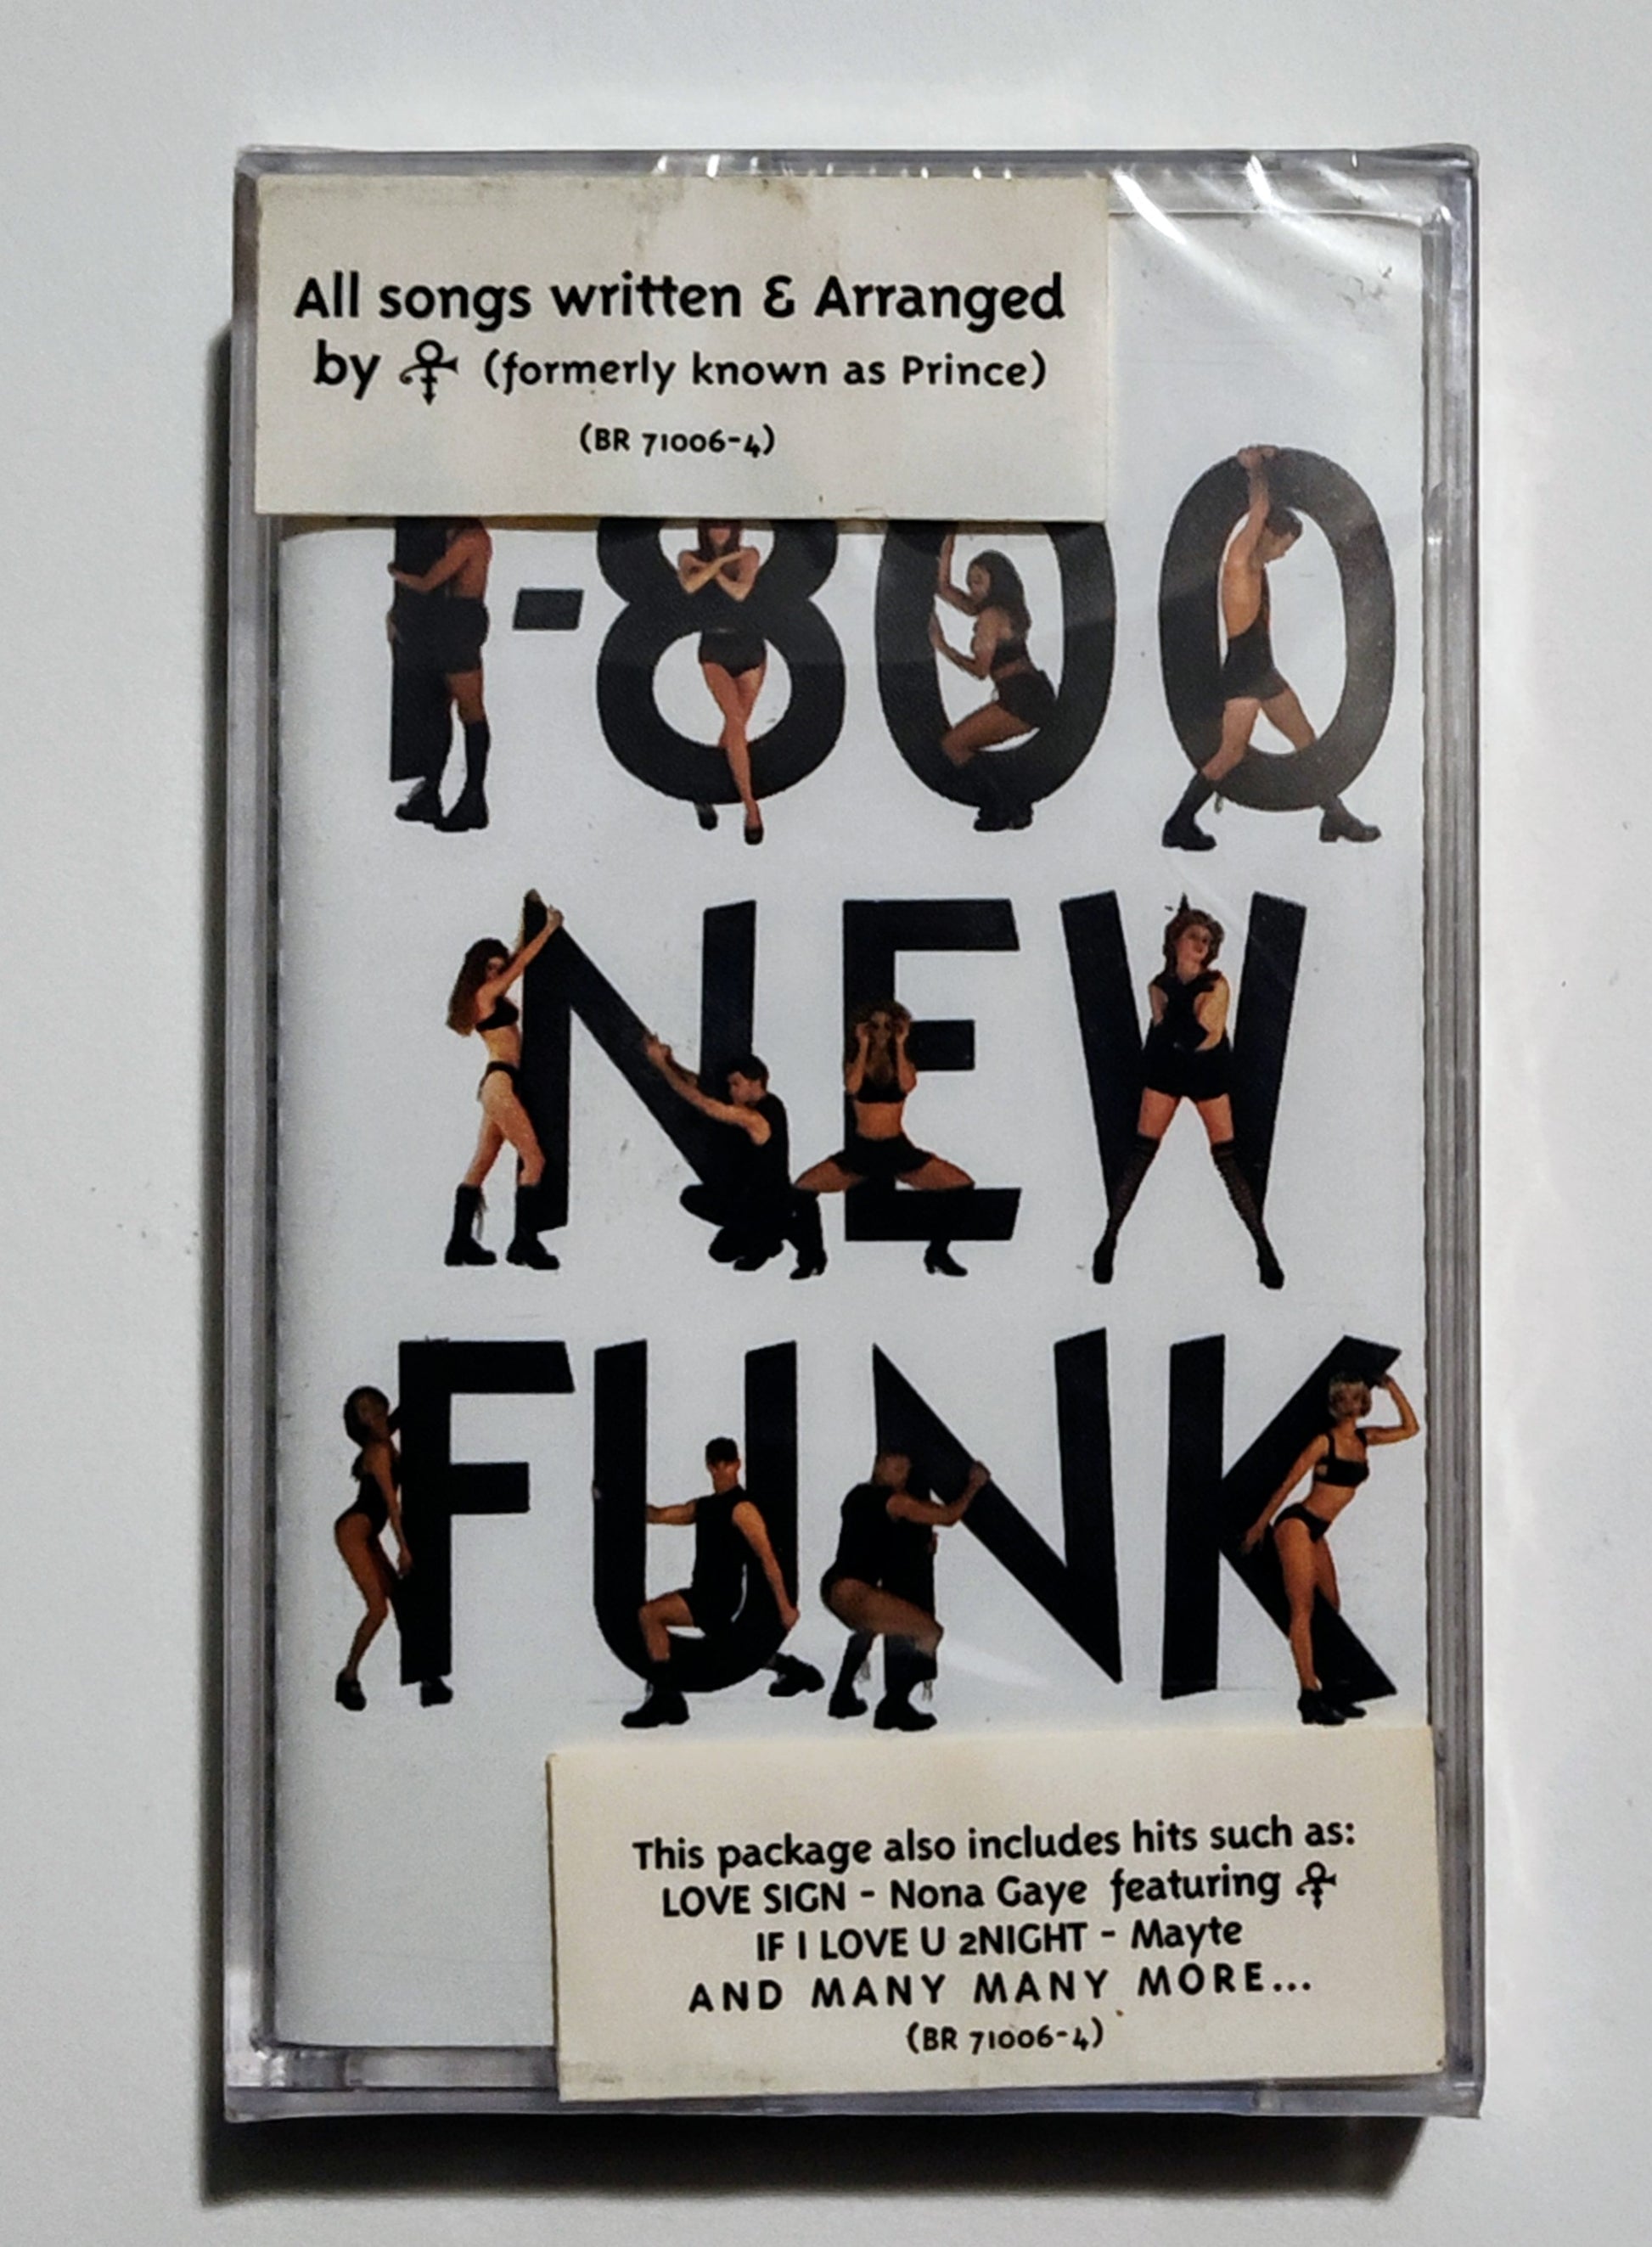 All songs written & Arranged
by (formerly known as Prince)
(BR 71006-4)
1-800
NEW
FUNK
This package also includes hits such as:
LOVE SIGN - Nona Gaye featuring
IF I LOVE U 2NIGHT - Mayte
AND MANY MANY MORE...
(BR 71006-4)